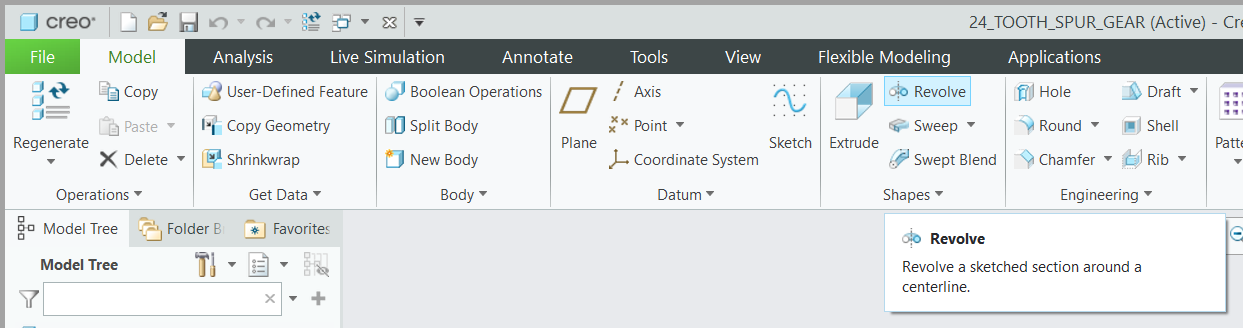 creo 24_TOOTH_SPUR_GEAR (Active) - Cre
File Model Analysis Live Simulation Annotate Tools View Flexible Modeling Applications
Regenerate
Copy
Paste
Delete
Operations
User-Defined Feature
Copy Geometry
Shrinkwrap
Get Data
Boolean Operations
Split Body
New Body
Body
Plane
Axis
Point
Coordinate System
Sketch
Datum
Extrude
Revolve
Sweep
Swept Blend
Shapes
Hole
Round
Chamfer
Draft
Shell
Rib
Engineering
Patte
Model Tree Folder B Favorites
Model Tree
Revolve
Revolve a sketched section around a
centerline.